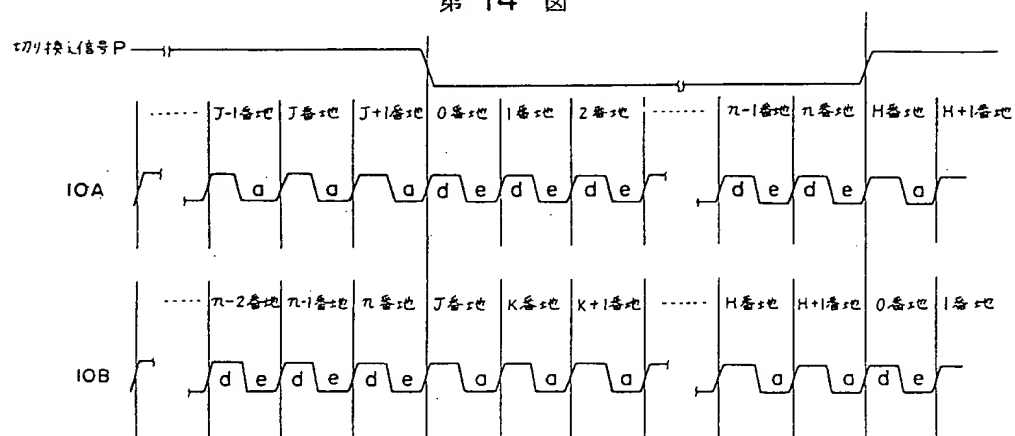 第 14 図
切り換え信号P
...... J-1番地 J番地 J+1番地 0番地 1番地 2番地 ...... n-1番地 n番地 H番地 H+1番地
10A a a a d e d e d e d e d e a
...... n-2番地 n-1番地 n番地 J番地 K番地 K+1番地 ...... H番地 H+1番地 0番地 1番地
10B d e d e d e a a a a a d e